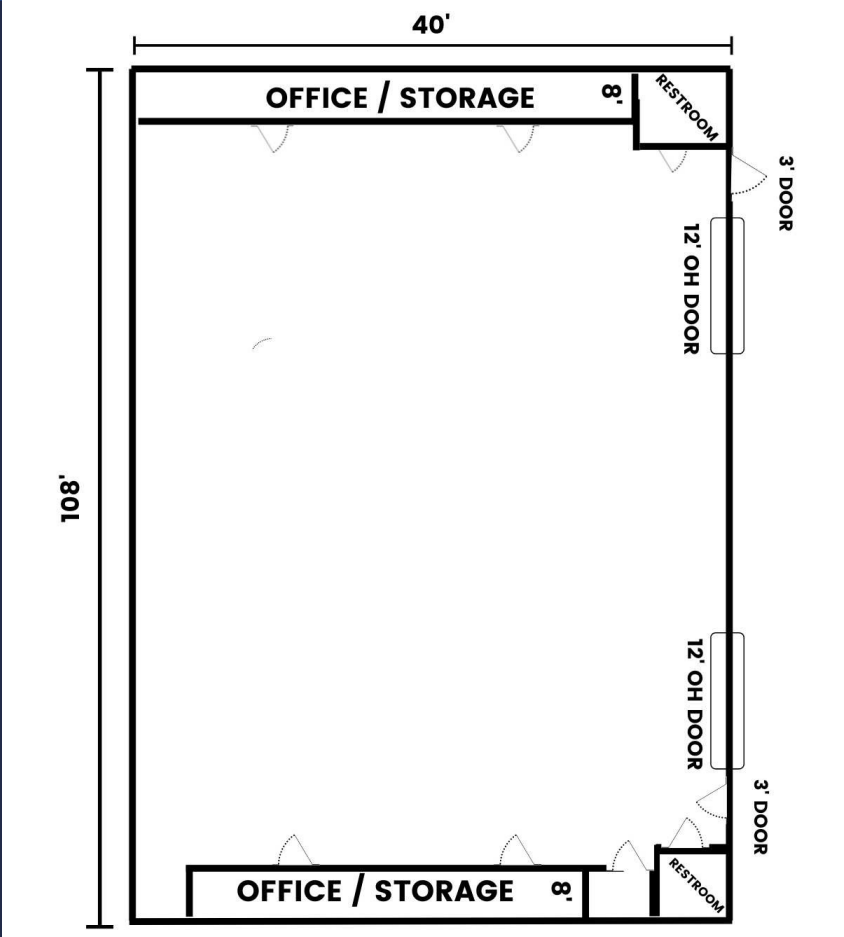 40'
OFFICE / STORAGE
8'
RESTROOM
3' DOOR
12' OH DOOR
108'
12' OH DOOR
3' DOOR
OFFICE / STORAGE
8'
RESTROOM